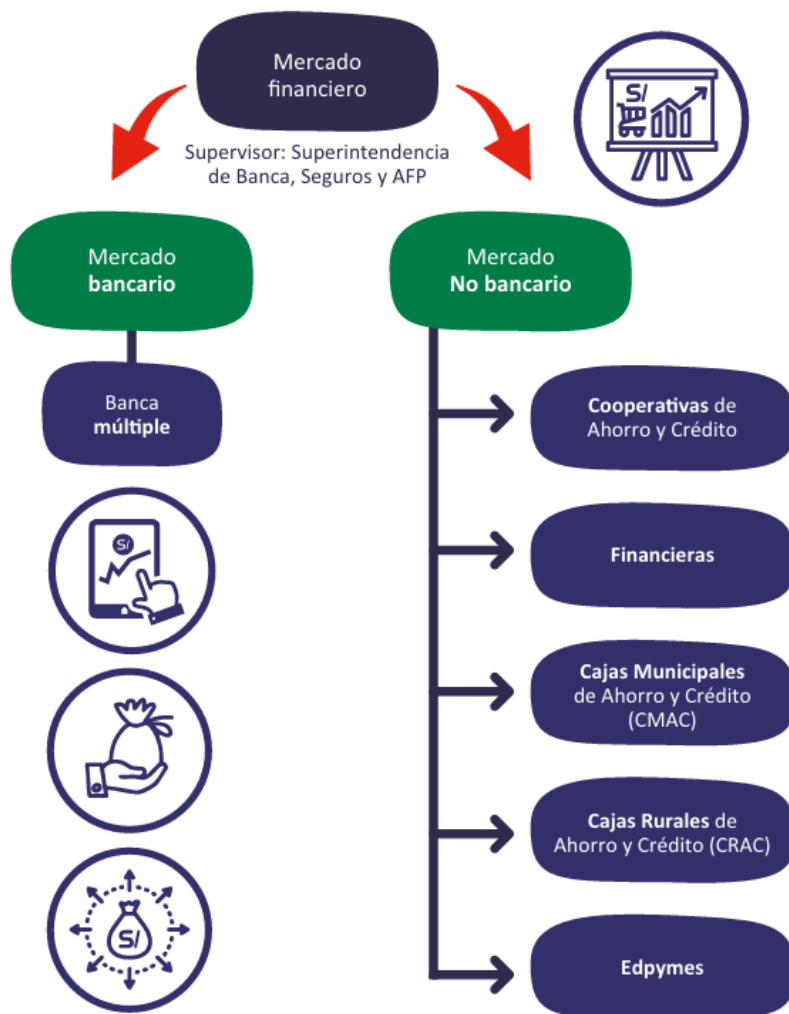 Mercado
financiero
S/
Supervisor: Superintendencia
de Banca, Seguros y AFP
Mercado
bancario
Mercado
No bancario
Banca
múltiple
Cooperativas de
Ahorro y Crédito
S/
Financieras
Cajas Municipales
de Ahorro y Crédito
(CMAC)
Cajas Rurales de
Ahorro y Crédito (CRAC)
S/
Edpymes